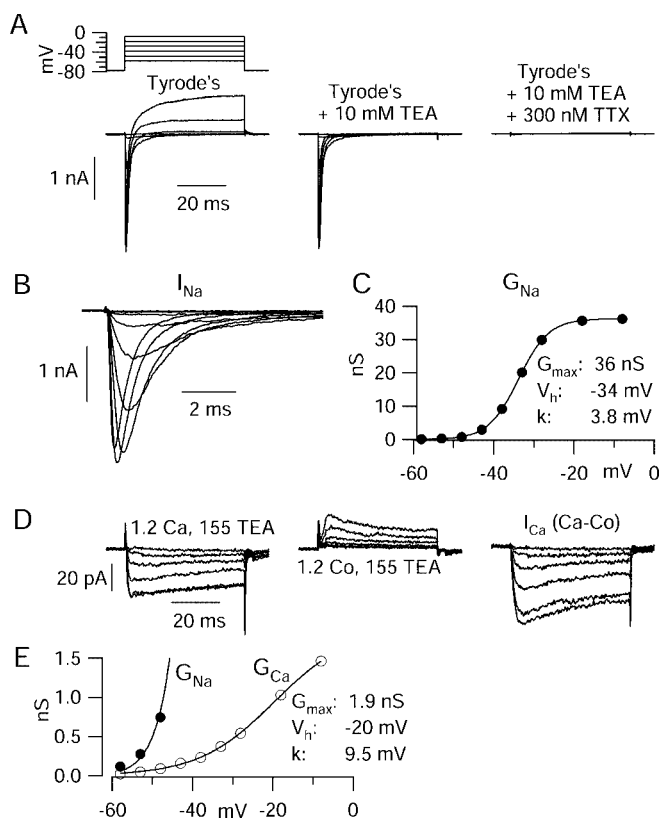 A
0
-40
-80
mV
Tyrode's
Tyrode's
+ 10 mM TEA
Tyrode's
+ 10 mM TEA
+ 300 nM TTX
1 nA
20 ms
B
I_Na
1 nA
2 ms
C
G_Na
40
30
20
10
0
nS
G_max: 36 nS
V_h: -34 mV
k: 3.8 mV
-60
-40
-20
mV
0
D
1.2 Ca, 155 TEA
20 pA
20 ms
1.2 Co, 155 TEA
I_Ca (Ca-Co)
E
1.5
1.0
0.5
0.0
nS
G_Na
G_Ca
G_max: 1.9 nS
V_h: -20 mV
k: 9.5 mV
-60
-40
mV
-20
0